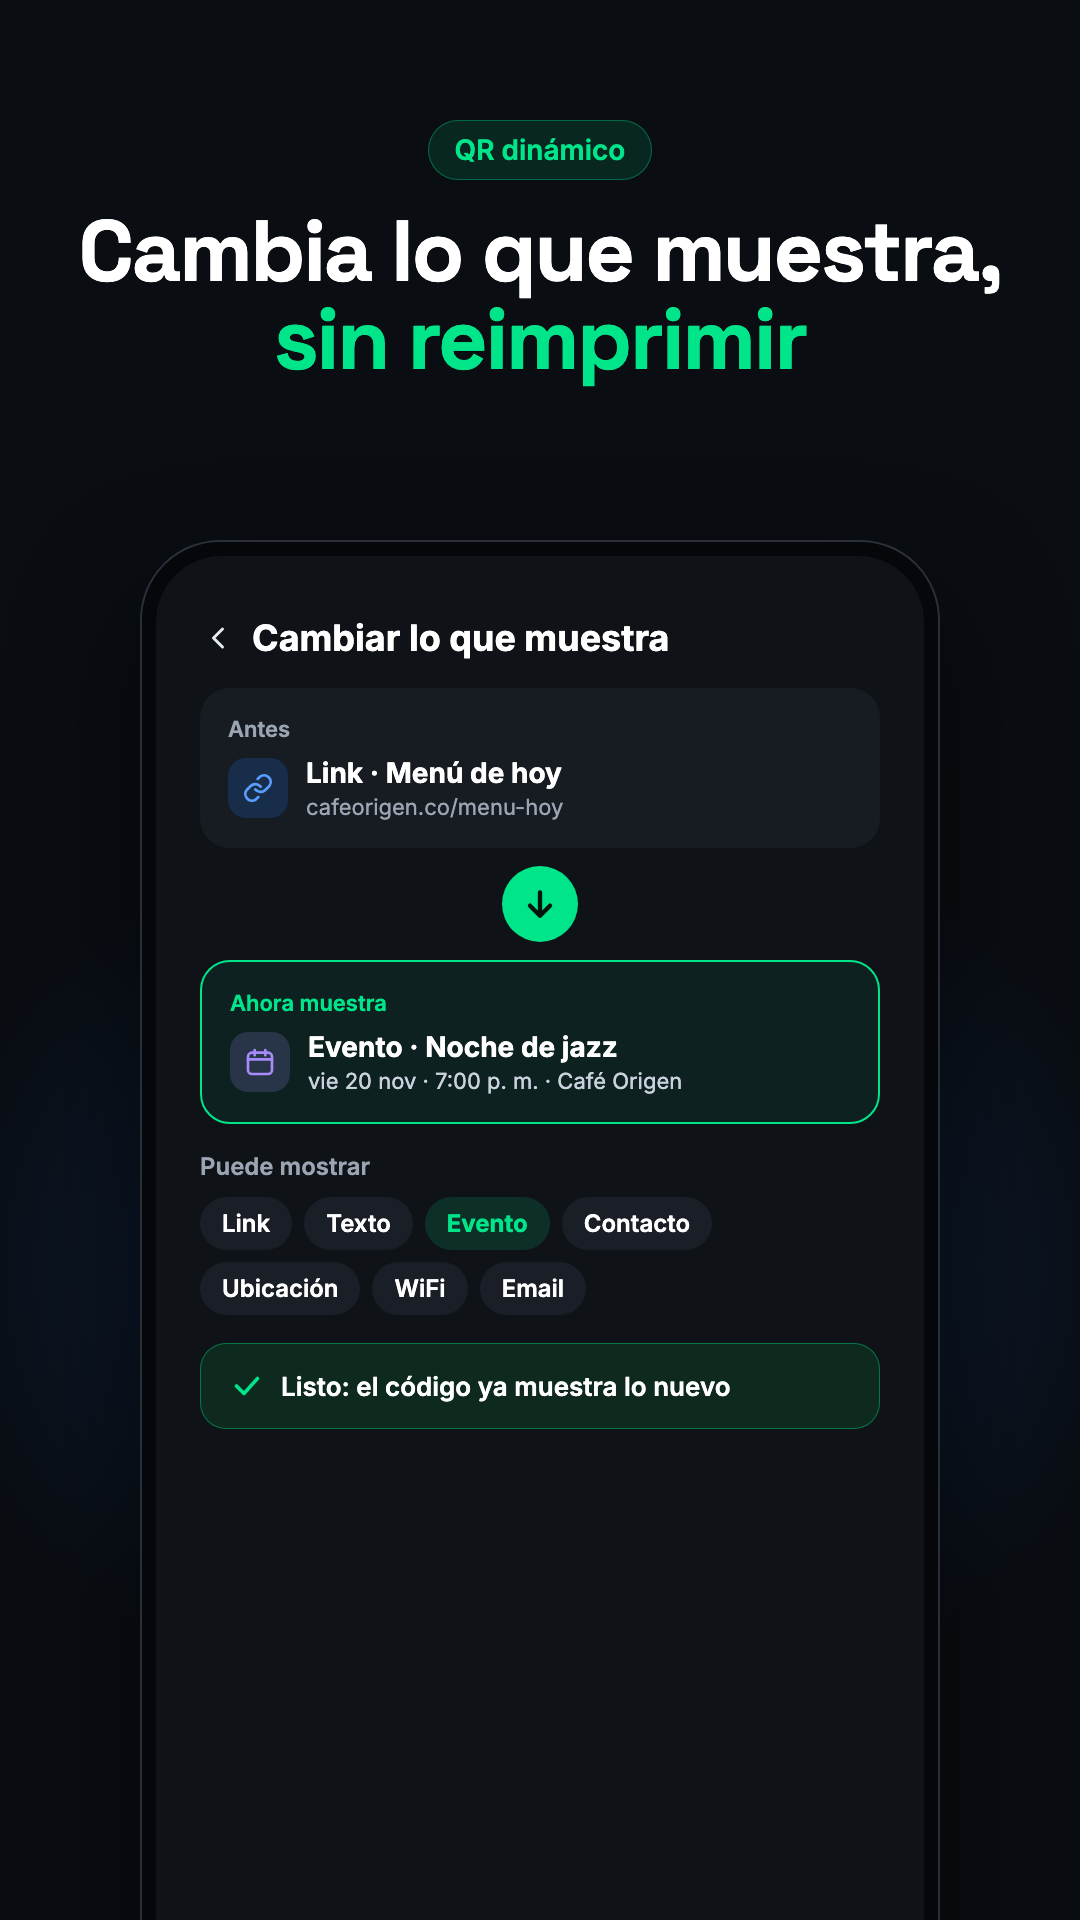 QR dinámico
Cambia lo que muestra,
sin reimprimir
Cambiar lo que muestra
Antes
Link · Menú de hoy
cafeorigen.co/menu-hoy
Ahora muestra
Evento · Noche de jazz
vie 20 nov · 7:00 p. m. · Café Origen
Puede mostrar
Link Texto Evento Contacto
Ubicación WiFi Email
Listo: el código ya muestra lo nuevo